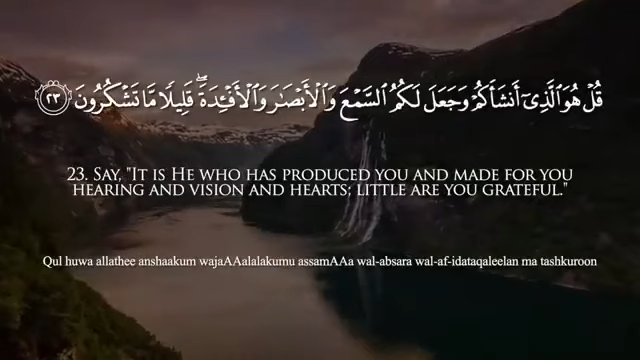 قُلْ هُوَ ٱلَّذِىٓ أَنشَأَكُمْ وَجَعَلَ لَكُمُ ٱلسَّمْعَ وَٱلْأَبْصَـٰرَ وَٱلْأَفْـِٔدَةَ ۖ قَلِيلًا مَّا تَشْكُرُونَ ٢٣
23. Say, "It is He who has produced you and made for you
hearing and vision and hearts; little are you grateful."
Qul huwa allathee anshaakum wajaAAalalakumu assamAAa wal-absara wal-af-idataqaleelan ma tashkuroon